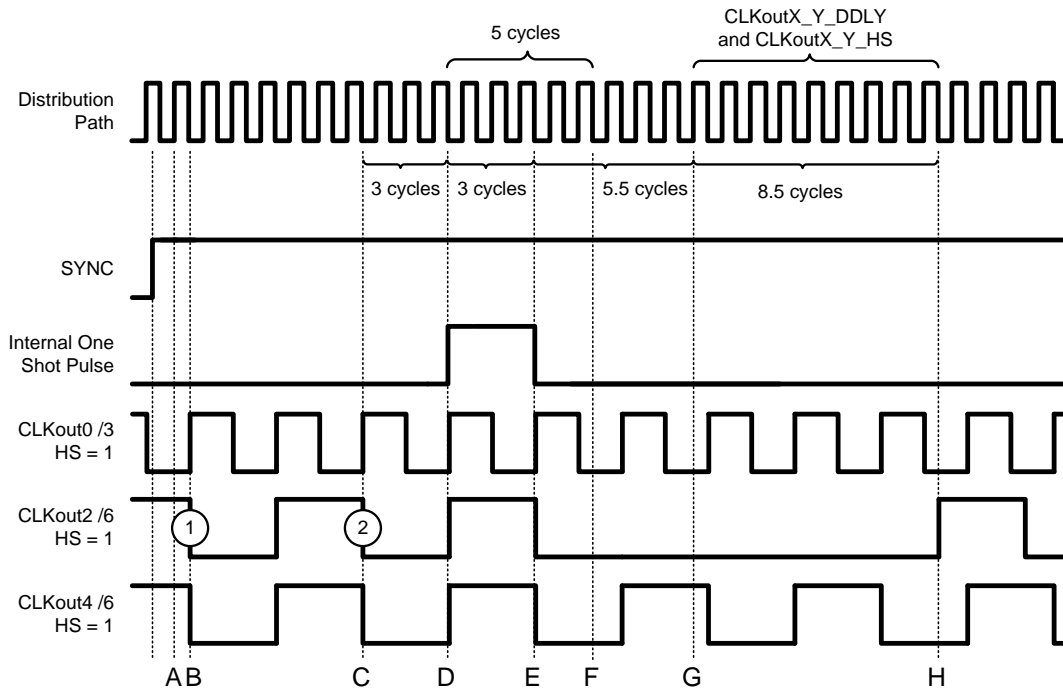 5 cycles
CLKoutX_Y_DDLY
and CLKoutX_Y_HS
Distribution
Path
3 cycles
3 cycles
5.5 cycles
8.5 cycles
SYNC
Internal One
Shot Pulse
CLKout0 /3
HS = 1
CLKout2 /6
HS = 1
1
2
CLKout4 /6
HS = 1
A B C D E F G H